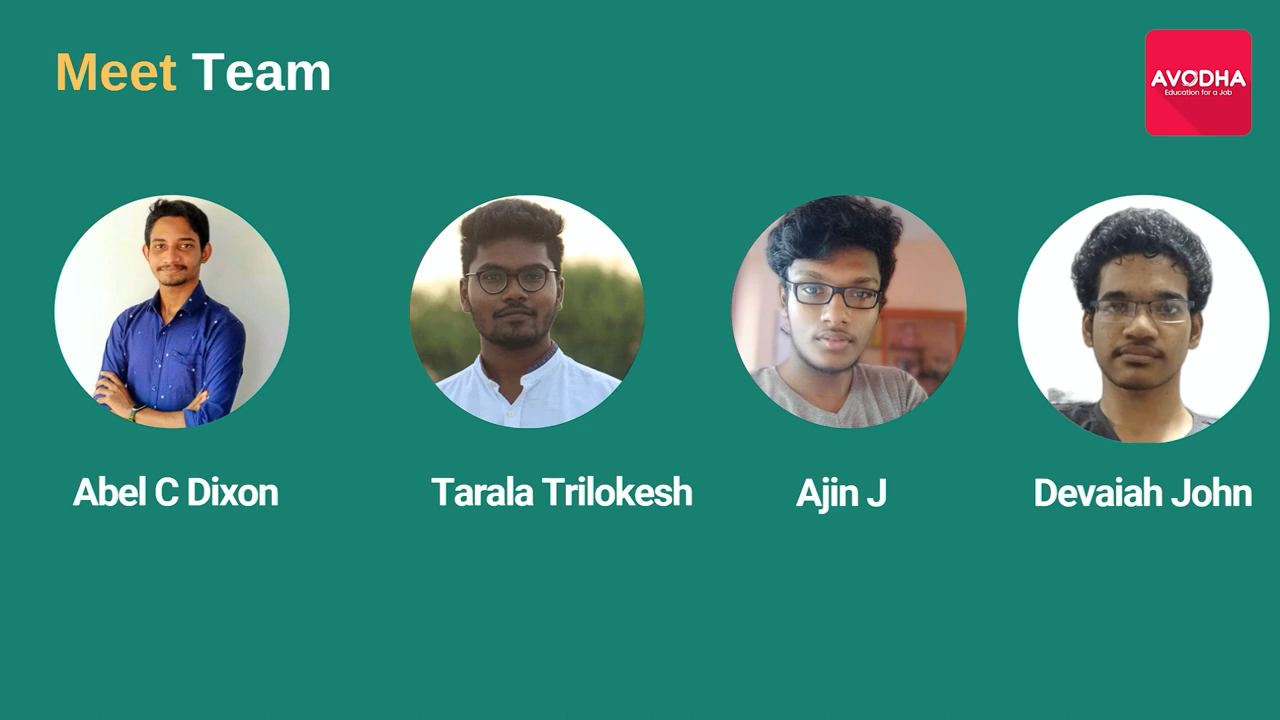 Meet Team
AVODHA
Education for a Job
Abel C Dixon
Tarala Trilokesh
Ajin J
Devaiah John